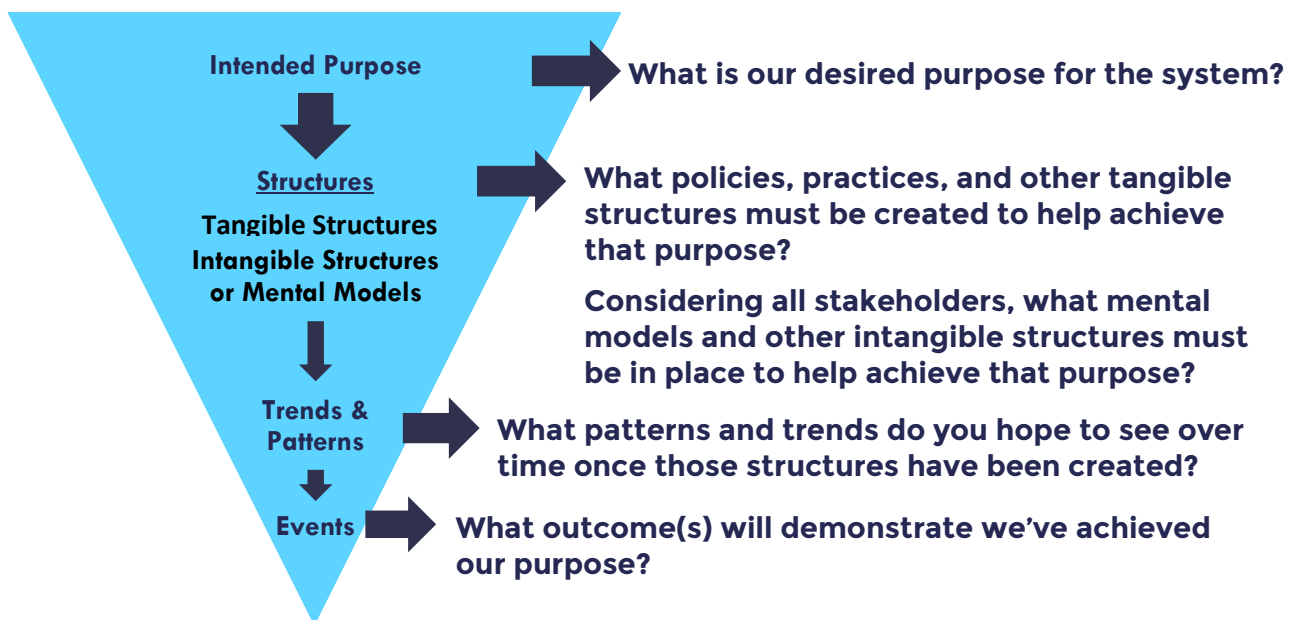 Intended Purpose
What is our desired purpose for the system?
Structures
Tangible Structures
Intangible Structures
or Mental Models
What policies, practices, and other tangible
structures must be created to help achieve
that purpose?
Considering all stakeholders, what mental
models and other intangible structures must
be in place to help achieve that purpose?
Trends &
Patterns
What patterns and trends do you hope to see over
time once those structures have been created?
Events
What outcome(s) will demonstrate we’ve achieved
our purpose?